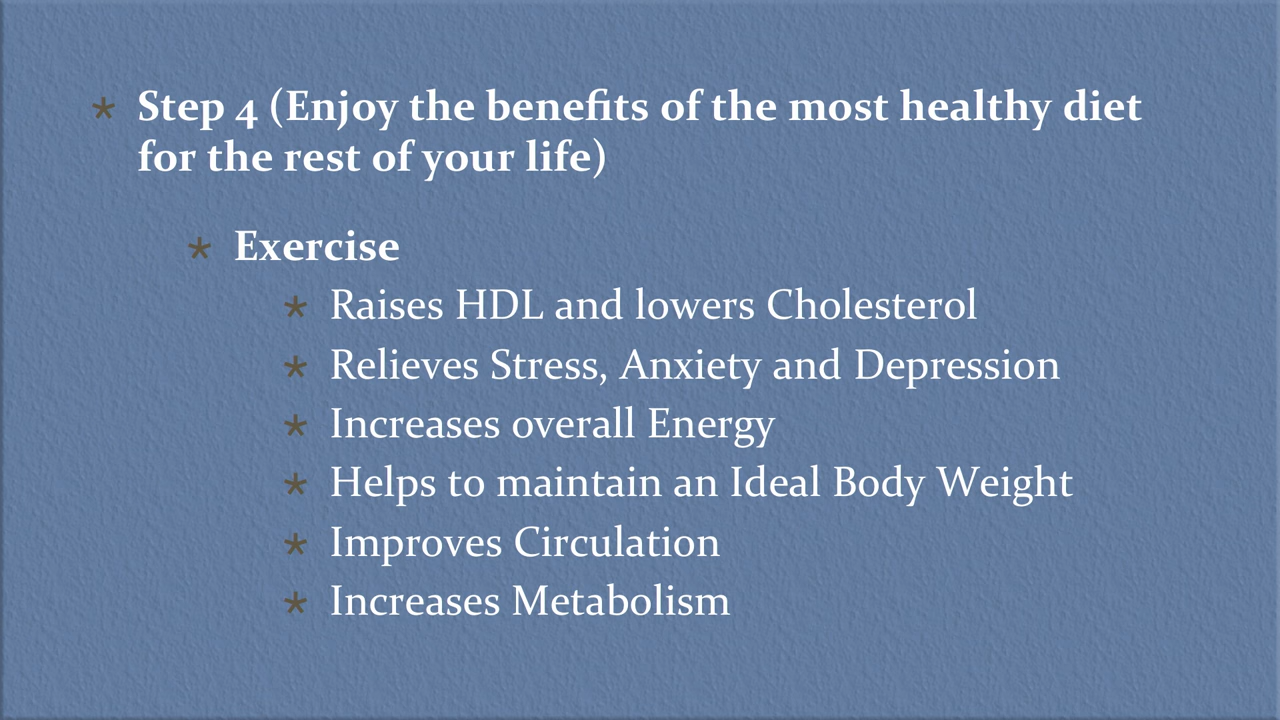 * Step 4 (Enjoy the benefits of the most healthy diet
for the rest of your life)
* Exercise
* Raises HDL and lowers Cholesterol
* Relieves Stress, Anxiety and Depression
* Increases overall Energy
* Helps to maintain an Ideal Body Weight
* Improves Circulation
* Increases Metabolism